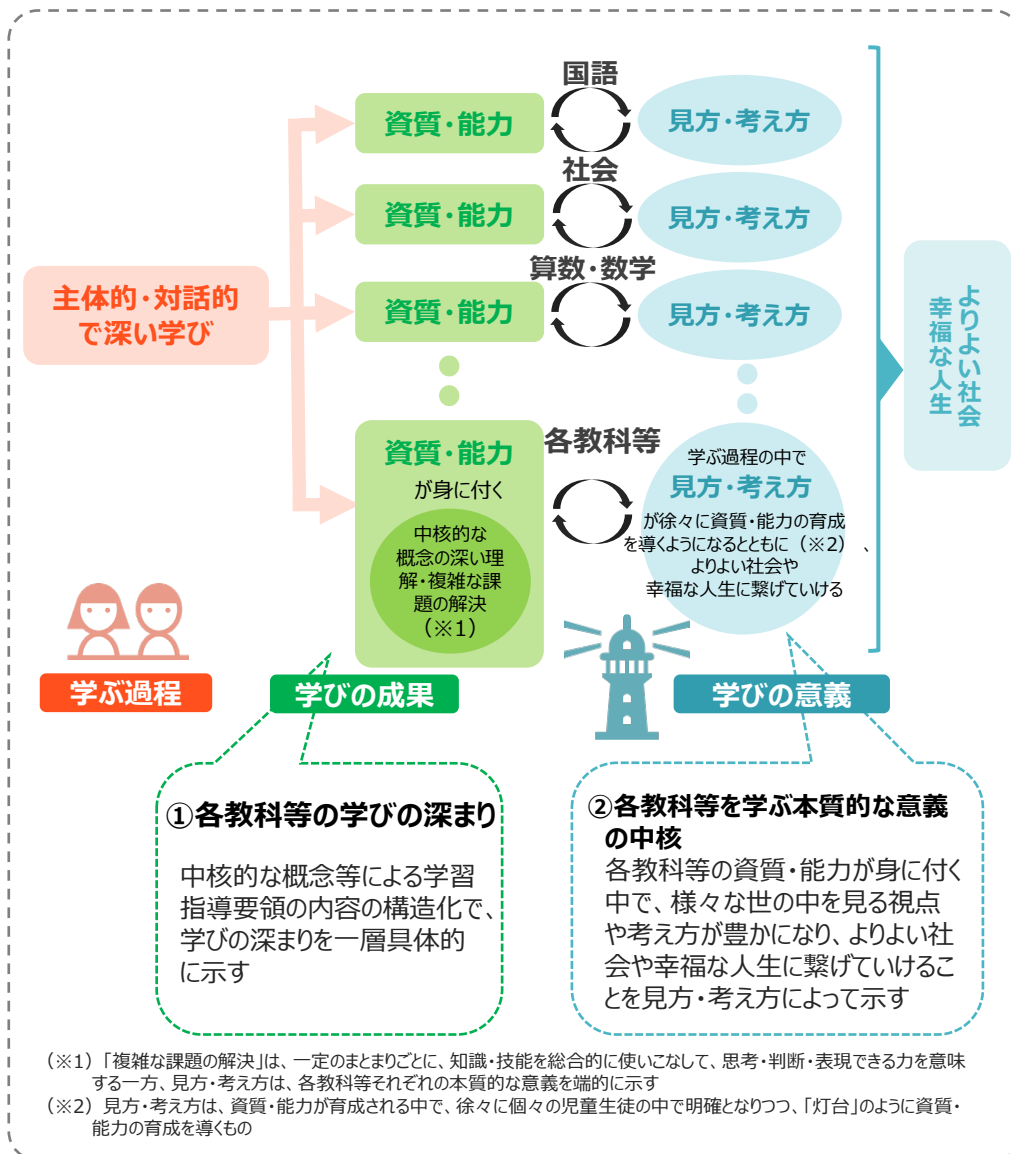 国語
資質・能力
見方・考え方
社会
資質・能力
見方・考え方
算数・数学
資質・能力
見方・考え方
主体的・対話的
で深い学び
よりよい社会
幸福な人生
各教科等
資質・能力
が身に付く
中核的な
概念の深い理
解・複雑な課
題の解決
（※1）
学ぶ過程の中で
見方・考え方
が徐々に資質・能力の育成
を導くようになるとともに（※2）、
よりよい社会や
幸福な人生に繋げていける
学ぶ過程
学びの成果
学びの意義
①各教科等の学びの深まり
中核的な概念等による学習
指導要領の内容の構造化で、
学びの深まりを一層具体的
に示す
②各教科等を学ぶ本質的な意義
の中核
各教科等の資質・能力が身に付く
中で、様々な世の中を見る視点
や考え方が豊かになり、よりよい社
会や幸福な人生に繋げていけるこ
とを見方・考え方によって示す
（※1）「複雑な課題の解決」は、一定のまとまりごとに、知識・技能を総合的に使いこなして、思考・判断・表現できる力を意味
する一方、見方・考え方は、各教科等それぞれの本質的な意義を端的に示す
（※2）見方・考え方は、資質・能力が育成される中で、徐々に個々の児童生徒の中で明確となりつつ、「灯台」のように資質・
能力の育成を導くもの